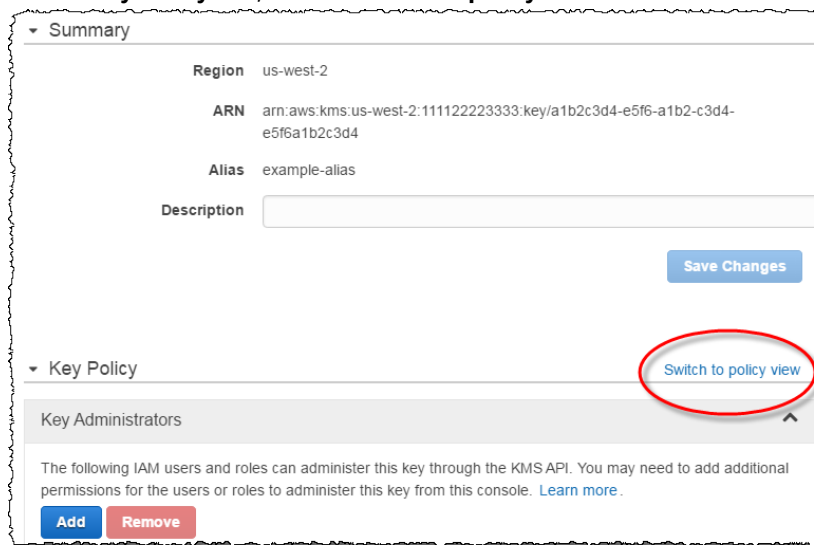 Summary
Region us-west-2
ARN arn:aws:kms:us-west-2:111122223333:key/a1b2c3d4-e5f6-a1b2-c3d4-
e5f6a1b2c3d4
Alias example-alias
Description
Save Changes
Key Policy Switch to policy view
Key Administrators
The following IAM users and roles can administer this key through the KMS API. You may need to add additional
permissions for the users or roles to administer this key from this console. Learn more.
Add Remove